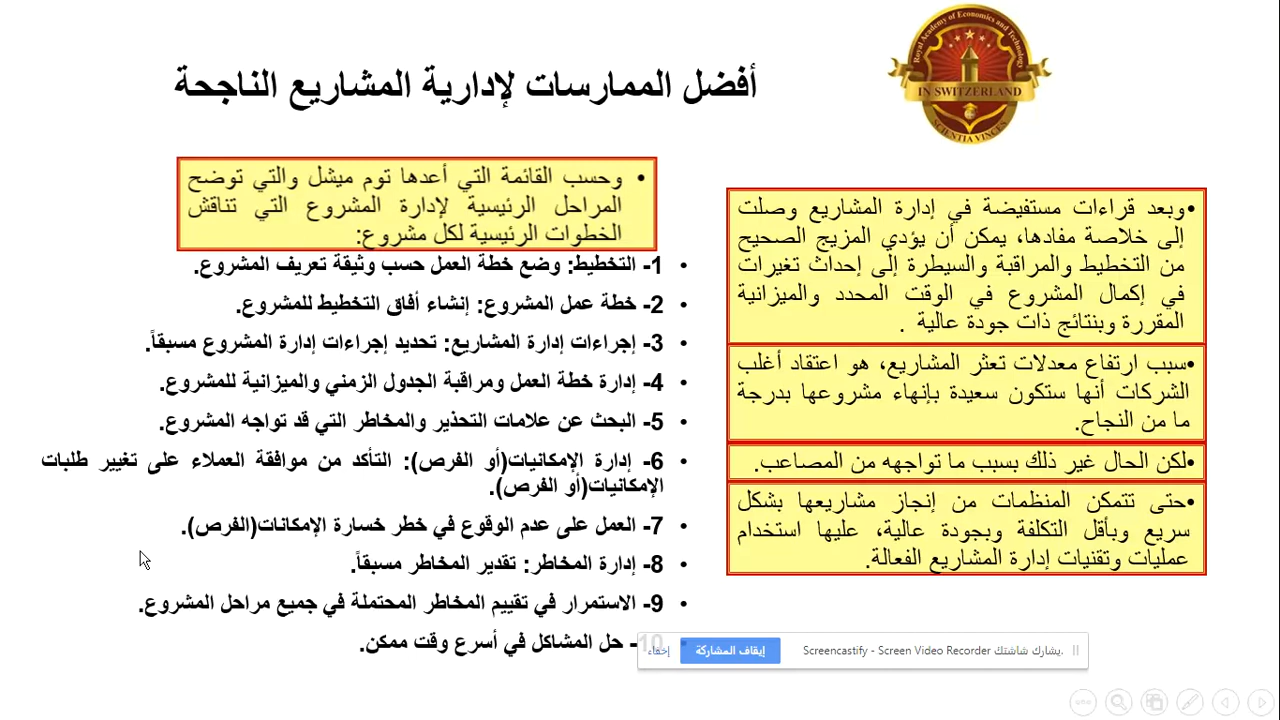 Royal Academy of Economics and Technology
IN SWITZERLAND
SCIENTIA VINCES
أفضل الممارسات لإدارية المشاريع الناجحة
•وبعد قراءات مستفيضة في إدارة المشاريع وصلت
إلى خلاصة مفادها، يمكن أن يؤدي المزيج الصحيح
من التخطيط والمراقبة والسيطرة إلى إحداث تغيرات
في إكمال المشروع في الوقت المحدد والميزانية
المقررة وبنتائج ذات جودة عالية .
•سبب ارتفاع معدلات تعثر المشاريع، هو اعتقاد أغلب
الشركات أنها ستكون سعيدة بإنهاء مشروعها بدرجة
ما من النجاح.
•لكن الحال غير ذلك بسبب ما تواجهه من المصاعب.
•حتى تتمكن المنظمات من إنجاز مشاريعها بشكل
سريع وبأقل التكلفة وبجودة عالية، عليها استخدام
عمليات وتقنيات إدارة المشاريع الفعالة.
• وحسب القائمة التي أعدها توم ميشل والتي توضح
المراحل الرئيسية لإدارة المشروع التي تناقش
الخطوات الرئيسية لكل مشروع:
• 1- التخطيط: وضع خطة العمل حسب وثيقة تعريف المشروع.
• 2- خطة عمل المشروع: إنشاء أفاق التخطيط للمشروع.
• 3- إجراءات إدارة المشاريع: تحديد إجراءات إدارة المشروع مسبقاً.
• 4- إدارة خطة العمل ومراقبة الجدول الزمني والميزانية للمشروع.
• 5- البحث عن علامات التحذير والمخاطر التي قد تواجه المشروع.
• 6- إدارة الإمكانيات(أو الفرص): التأكد من موافقة العملاء على تغيير طلبات
الإمكانيات(أو الفرص).
• 7- العمل على عدم الوقوع في خطر خسارة الإمكانات(الفرص).
• 8- إدارة المخاطر: تقدير المخاطر مسبقاً.
• 9- الاستمرار في تقييم المخاطر المحتملة في جميع مراحل المشروع.
• 10- حل المشاكل في أسرع وقت ممكن.
يشارك شاشتك Screencastify - Screen Video Recorder.
إيقاف المشاركة
إخفاء